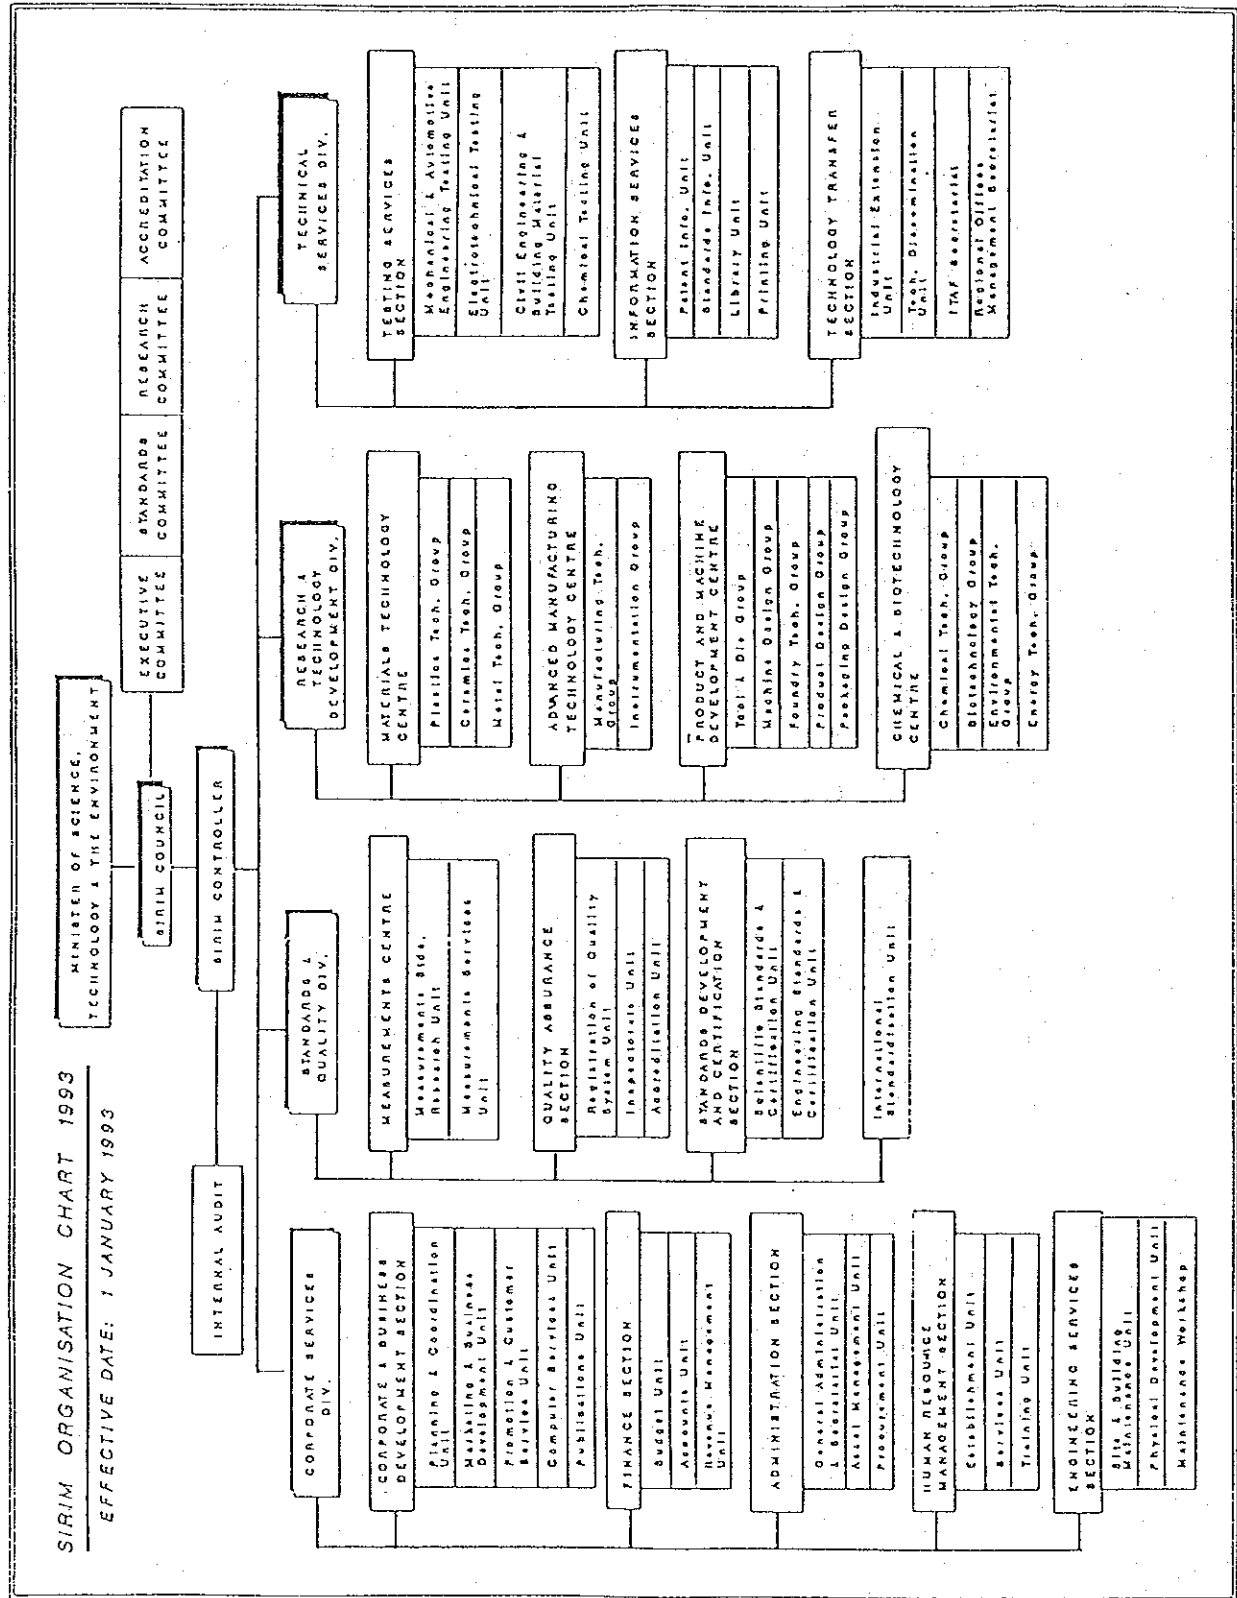 SIRIM ORGANISATION CHART 1993
EFFECTIVE DATE: 1 JANUARY 1993
MINISTER OF SCIENCE,
TECHNOLOGY & THE ENVIRONMENT
SIRIM COUNCIL
EXECUTIVE
COMMITTEE
STANDARDS
COMMITTEE
RESEARCH
COMMITTEE
ACCREDITATION
COMMITTEE
SIRIM CONTROLLER
INTERNAL AUDIT
CORPORATE SERVICES
DIV.
CORPORATE & BUSINESS
DEVELOPMENT SECTION
Planning & Coordination
Unit
Marketing & Business
Development Unit
Promotion & Customer
Services Unit
Computer Services Unit
Publications Unit
FINANCE SECTION
Budget Unit
Accounts Unit
Revenue Management
Unit
ADMINISTRATION SECTION
General Administration
& Secretarial Unit
Asset Management Unit
Procurement Unit
HUMAN RESOURCE
MANAGEMENT SECTION
Establishment Unit
Services Unit
Training Unit
ENGINEERING SERVICES
SECTION
Site & Building
Maintenance Unit
Physical Development Unit
Maintenance Workshop
STANDARDS &
QUALITY DIV.
MEASUREMENTS CENTRE
Measurements Stds.
Research Unit
Measurements Services
Unit
QUALITY ASSURANCE
SECTION
Registration of Quality
System Unit
Inspectorate Unit
Accreditation Unit
STANDARDS DEVELOPMENT
AND CERTIFICATION
SECTION
Scientific Standards &
Certification Unit
Engineering Standards &
Certification Unit
International
Standardisation Unit
RESEARCH &
TECHNOLOGY
DEVELOPMENT DIV.
MATERIALS TECHNOLOGY
CENTRE
Plastics Tech. Group
Ceramics Tech. Group
Metal Tech. Group
ADVANCED MANUFACTURING
TECHNOLOGY CENTRE
Manufacturing Tech.
Group
Instrumentation Group
PRODUCT AND MACHINE
DEVELOPMENT CENTRE
Tool & Die Group
Machine Design Group
Foundry Tech. Group
Product Design Group
Packaging Design Group
CHEMICAL & BIOTECHNOLOGY
CENTRE
Chemical Tech. Group
Biotechnology Group
Environmental Tech.
Group
Energy Tech. Group
TECHNICAL
SERVICES DIV.
TESTING SERVICES
SECTION
Mechanical & Automotive
Engineering Testing Unit
Electrotechnical Testing
Unit
Civil Engineering &
Building Material
Testing Unit
Chemical Testing Unit
INFORMATION SERVICES
SECTION
Patent Info. Unit
Standards Info. Unit
Library Unit
Printing Unit
TECHNOLOGY TRANSFER
SECTION
Industrial Extension
Unit
Tech. Dissemination
Unit
ITAF Secretariat
Regional Offices
Management Secretariat